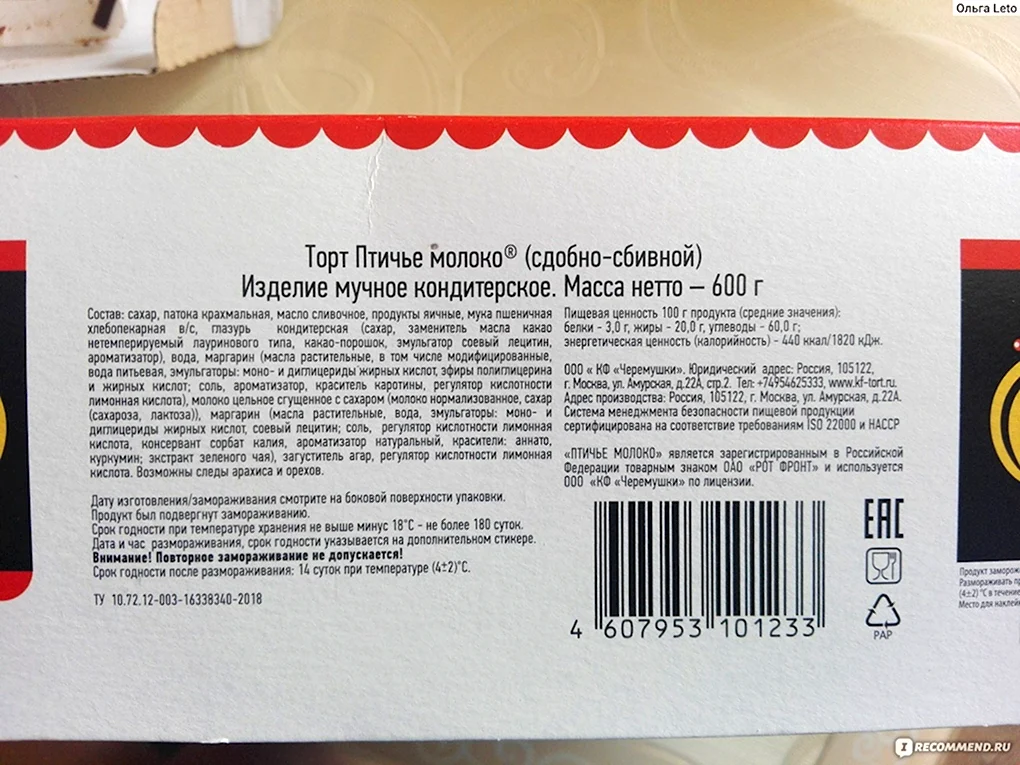 Ольга Leto
Торт Птичье молоко® (сдобно-сбивной)
Изделие мучное кондитерское. Масса нетто – 600 г
Состав: сахар, патока крахмальная, масло сливочное, продукты яичные, мука пшеничная
хлебопекарная в/с, глазурь кондитерская (сахар, заменитель масла какао
нетемперируемый лауринового типа, какао-порошок, эмульгатор соевый лецитин,
ароматизатор), вода, маргарин (масла растительные, в том числе модифицированные,
вода питьевая, эмульгаторы: моно- и диглицериды жирных кислот, эфиры полиглицерина
и жирных кислот; соль, ароматизатор, краситель каротины, регулятор кислотности
лимонная кислота), молоко цельное сгущенное с сахаром (молоко нормализованное, сахар
(сахароза, лактоза)), маргарин (масла растительные, вода, эмульгаторы: моно- и
диглицериды жирных кислот, соевый лецитин; соль, регулятор кислотности лимонная
кислота, консервант сорбат калия, ароматизатор натуральный, красители: аннато,
куркумин; экстракт зеленого чая), загуститель агар, регулятор кислотности лимонная
кислота. Возможны следы арахиса и орехов.
Дату изготовления/замораживания смотрите на боковой поверхности упаковки.
Продукт был подвергнут замораживанию.
Срок годности при температуре хранения не выше минус 18°С - не более 180 суток.
Дата и час размораживания, срок годности указывается на дополнительном стикере.
Внимание! Повторное замораживание не допускается!
Срок годности после размораживания: 14 суток при температуре (4±2)°С.
ТУ 10.72.12-003-16338340-2018
Пищевая ценность 100 г продукта (средние значения):
белки - 3,0 г, жиры - 20,0 г, углеводы - 60,0 г;
энергетическая ценность (калорийность) - 440 ккал/1820 кДж.
ООО «КФ «Черемушки». Юридический адрес: Россия, 105122,
г. Москва, ул. Амурская, д.22А, стр.2. Тел: +74954625333, www.kf-tort.ru.
Адрес производства: Россия, 105122, г. Москва, ул. Амурская, д.22А.
Система менеджмента безопасности пищевой продукции
сертифицирована на соответствие требованиям ISO 22000 и НАССР
«ПТИЧЬЕ МОЛОКО» является зарегистрированным в Российской
Федерации товарным знаком ОАО «РОТ ФРОНТ» и используется
ООО «КФ «Черемушки» по лицензии.
EAC
4 607953 101233
PAP
Продукт
Размораживать
(4±2) °С в течение
Место для
IRECOMMEND.RU